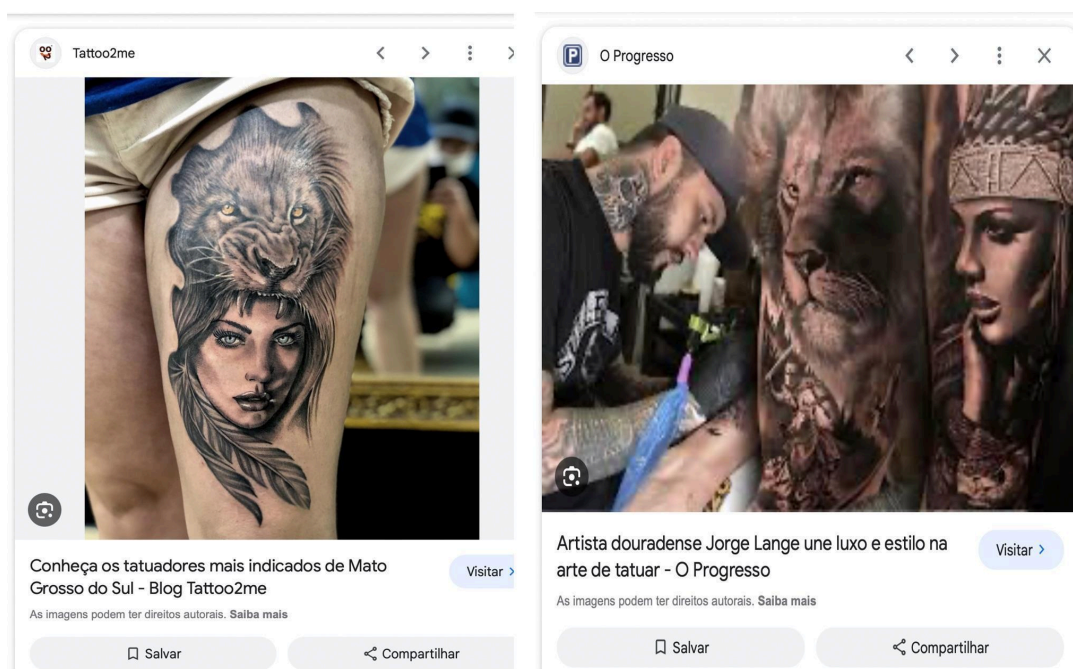 Tattoo2me
Conheça os tatuadores mais indicados de Mato
Grosso do Sul - Blog Tattoo2me
Visitar
As imagens podem ter direitos autorais. Saiba mais
Salvar
Compartilhar
P
O Progresso
Artista douradense Jorge Lange une luxo e estilo na
arte de tatuar - O Progresso
Visitar
As imagens podem ter direitos autorais. Saiba mais
Salvar
Compartilhar